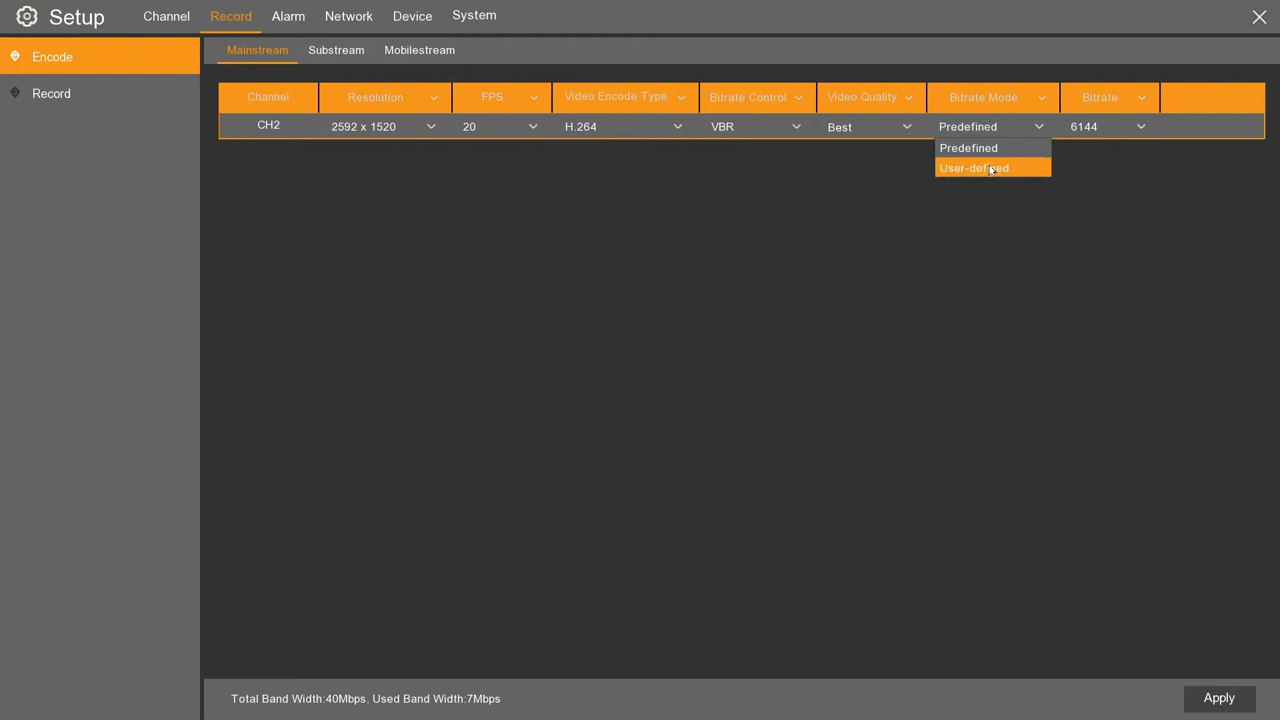 Setup Channel Record Alarm Network Device System
Encode
Record
Mainstream Substream Mobilestream
Channel Resolution FPS Video Encode Type Bitrate Control Video Quality Bitrate Mode Bitrate
CH2 2592 x 1520 20 H.264 VBR Best Predefined 6144
Predefined
User-defined
Total Band Width:40Mbps, Used Band Width:7Mbps
Apply